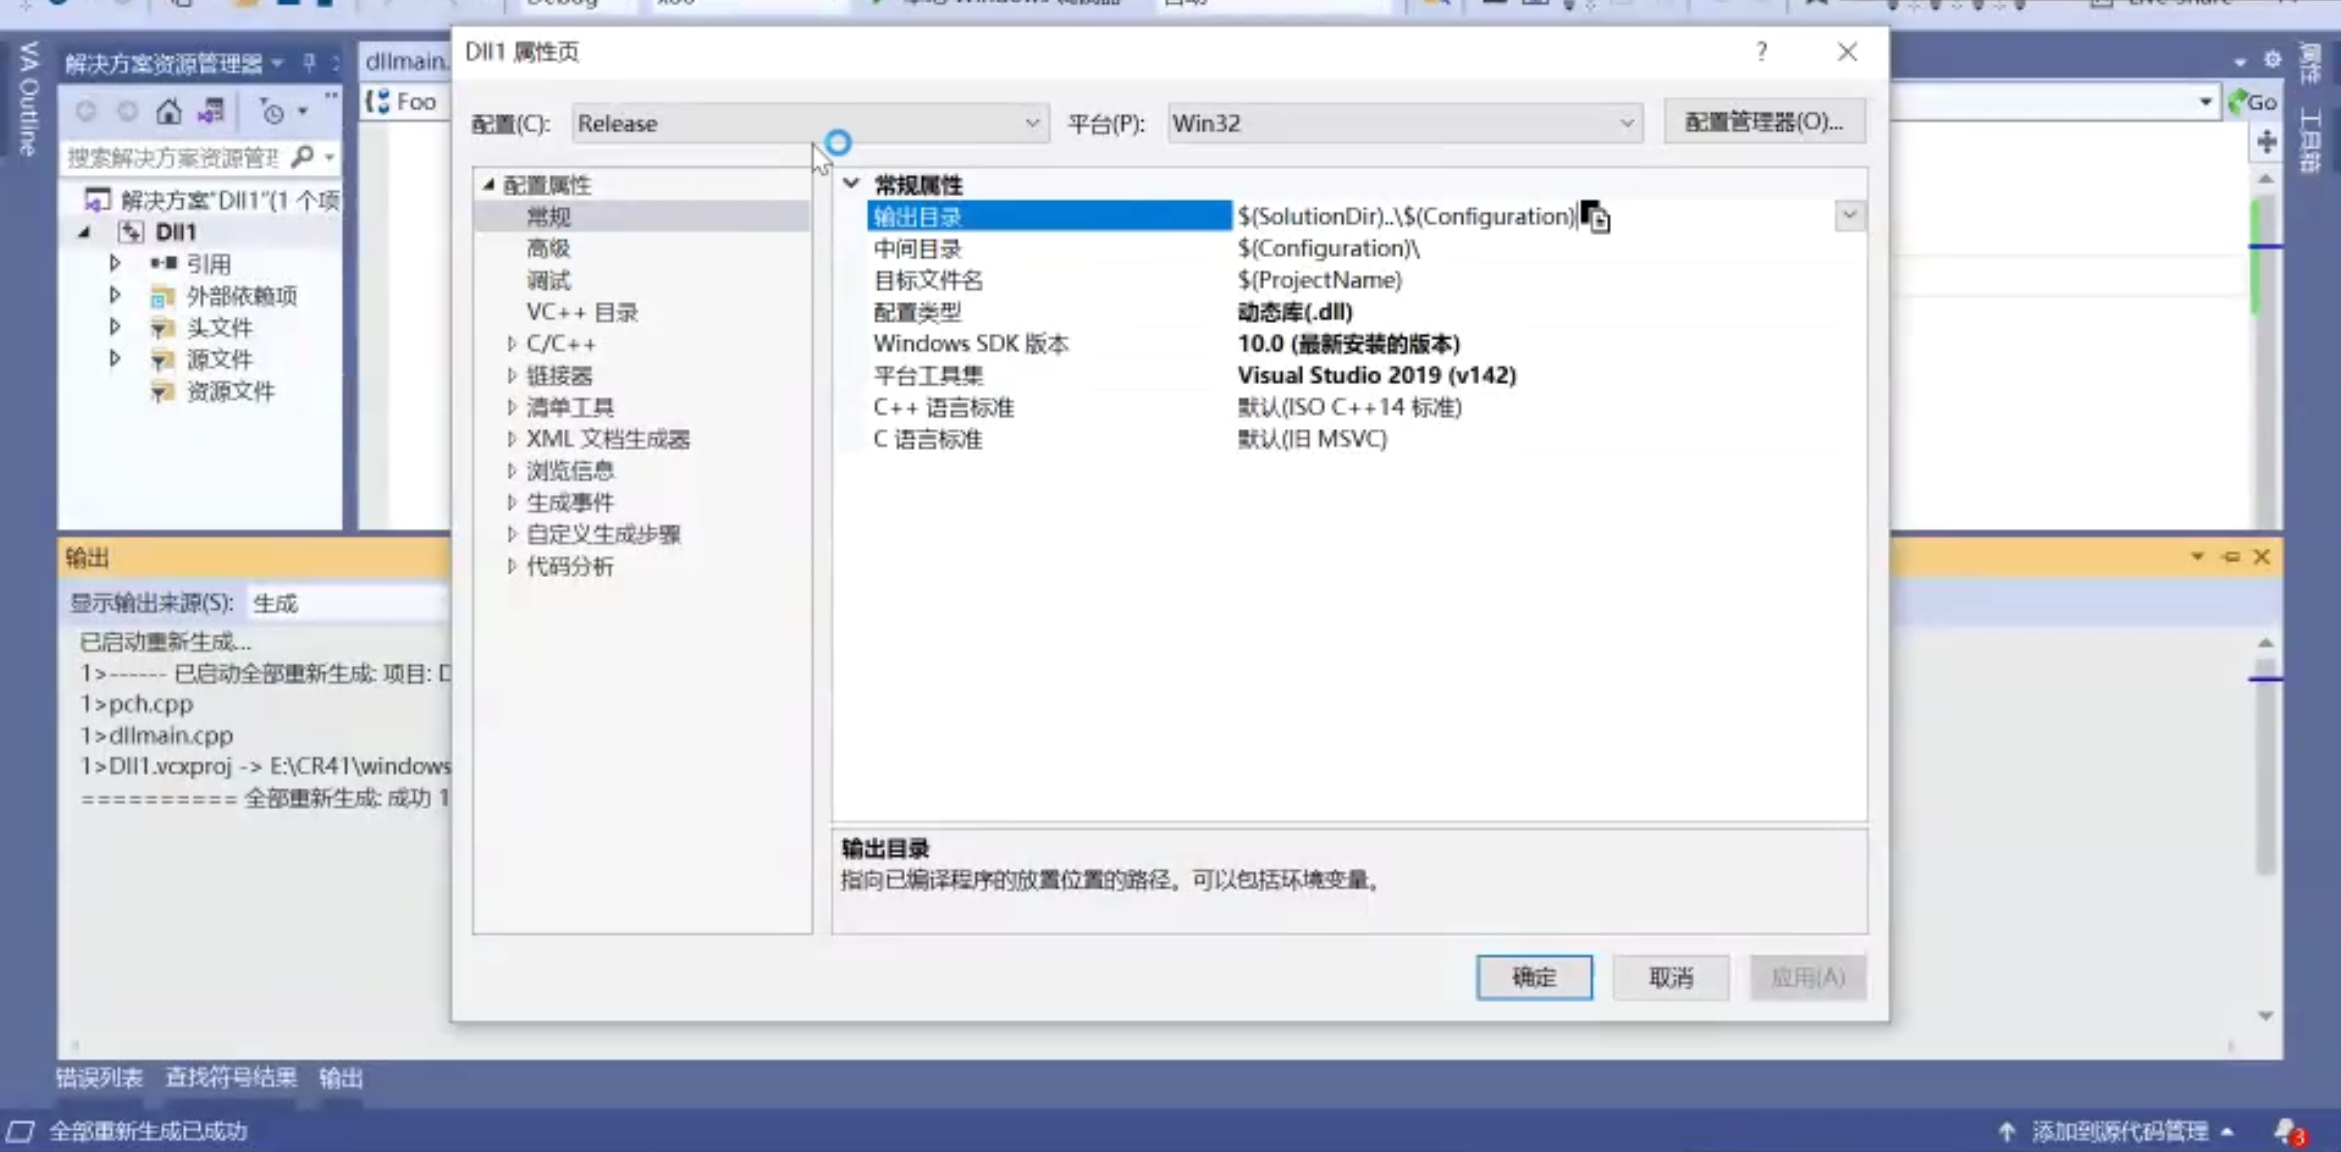 Debug
x86
Live Share
VA Outline
解决方案资源管理器
dllmain.
Foo
Go
属性
工具箱
搜索解决方案资源管理
解决方案"Dll1"(1 个项
Dll1
引用
外部依赖项
头文件
源文件
资源文件
Dll1 属性页
?
配置(C):
Release
平台(P):
Win32
配置管理器(O)...
配置属性
常规
高级
调试
VC++ 目录
C/C++
链接器
清单工具
XML 文档生成器
浏览信息
生成事件
自定义生成步骤
代码分析
常规属性
输出目录 $(SolutionDir)..\$(Configuration)
中间目录 $(Configuration)\
目标文件名 $(ProjectName)
配置类型 动态库(.dll)
Windows SDK 版本 10.0 (最新安装的版本)
平台工具集 Visual Studio 2019 (v142)
C++ 语言标准 默认(ISO C++14 标准)
C 语言标准 默认(旧 MSVC)
输出目录
指向已编译程序的放置位置的路径。可以包括环境变量。
确定
取消
应用(A)
输出
显示输出来源(S): 生成
已启动重新生成...
1>------ 已启动全部重新生成: 项目: D
1>pch.cpp
1>dllmain.cpp
1>Dll1.vcxproj -> E:\CR41\windows
========== 全部重新生成: 成功 1
错误列表 查找符号结果 输出
全部重新生成已成功
添加到源代码管理
3